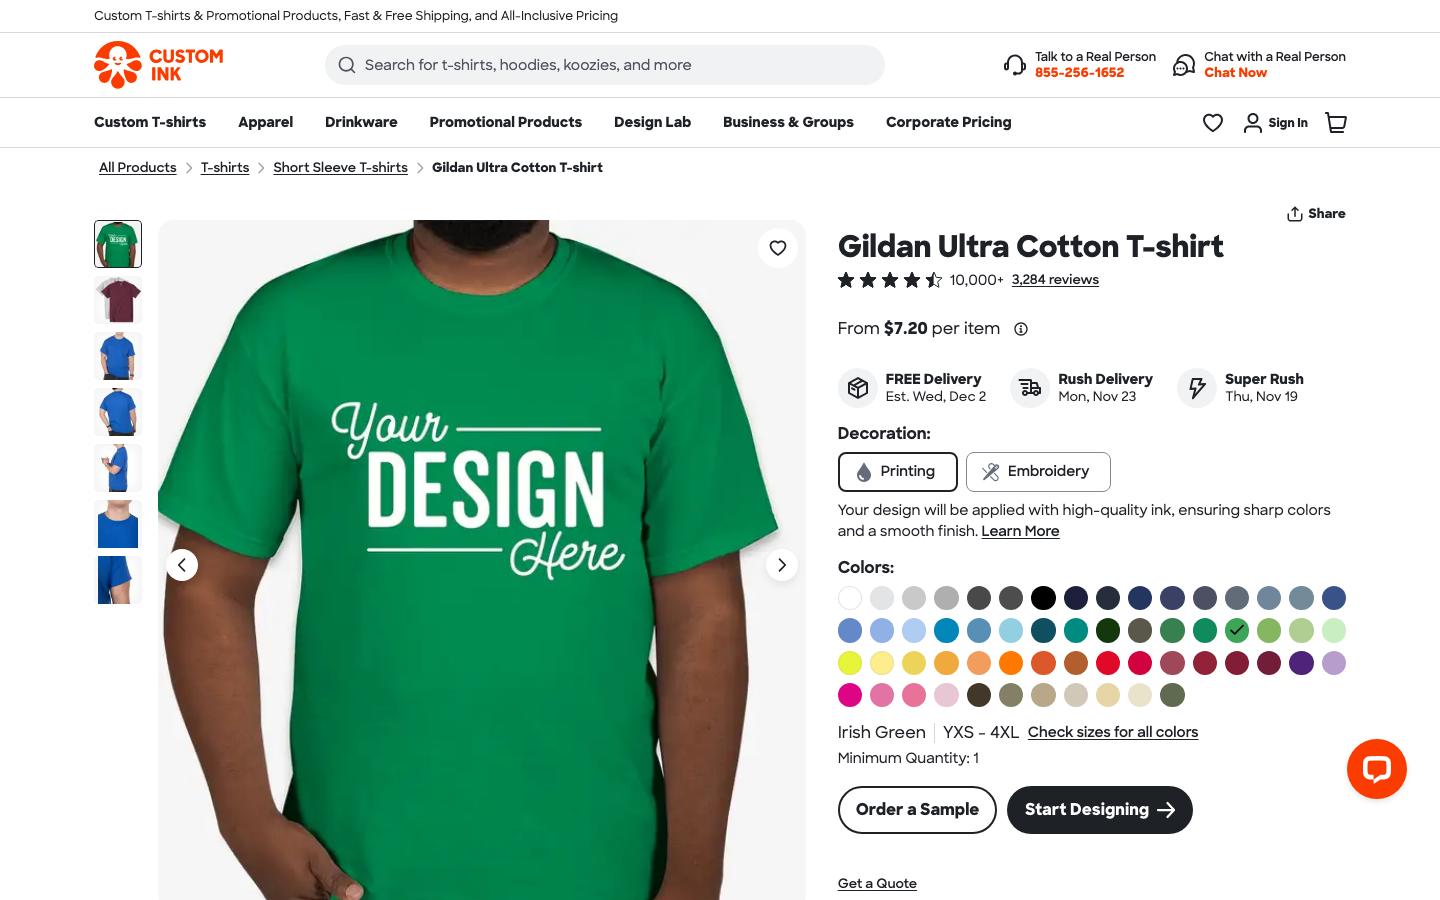 Custom T-shirts & Promotional Products, Fast & Free Shipping, and All-Inclusive Pricing
CUSTOM INK
Search for t-shirts, hoodies, koozies, and more
Talk to a Real Person
855-256-1652
Chat with a Real Person
Chat Now
Custom T-shirts
Apparel
Drinkware
Promotional Products
Design Lab
Business & Groups
Corporate Pricing
Sign In
All Products
T-shirts
Short Sleeve T-shirts
Gildan Ultra Cotton T-shirt
Share
Your
DESIGN
Here
Gildan Ultra Cotton T-shirt
10,000+ 3,284 reviews
From $7.20 per item
FREE Delivery
Est. Wed, Dec 2
Rush Delivery
Mon, Nov 23
Super Rush
Thu, Nov 19
Decoration:
Printing
Embroidery
Your design will be applied with high-quality ink, ensuring sharp colors
and a smooth finish. Learn More
Colors:
Irish Green
YXS - 4XL
Check sizes for all colors
Minimum Quantity: 1
Order a Sample
Start Designing
Get a Quote